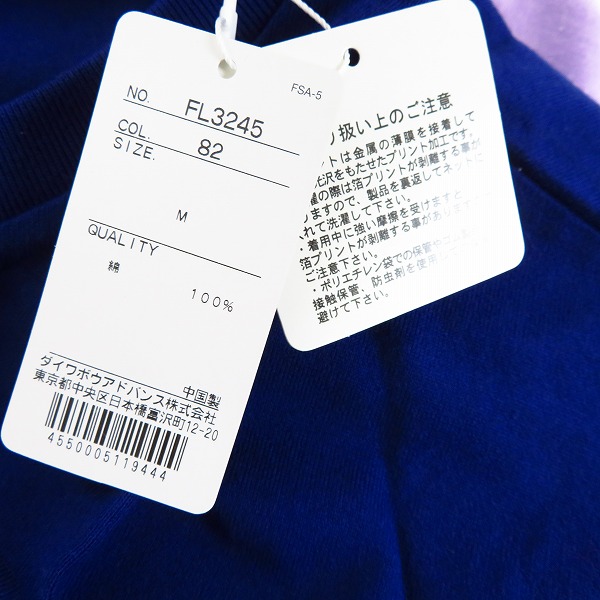 FSA-5
NO. FL3245
COL. 82
SIZE.
M
QUALITY
綿 100%
中国製
ダイワボウアドバンス株式会社
東京都中央区日本橋富沢町12-20
4550005119444
り扱い上のご注意
ントは金属の薄膜を接着して
光沢をもたせたプリント加工です。
濯の際は箔プリントが剥離する事が
りますので、製品を裏返してネットに
れて洗濯して下さい。
・着用中に強い摩擦を受けますと
箔プリントが剥離する事があります
ご注意下さい。
・ポリエチレン袋での保管や
接触保管、防虫剤を使用
避けて下さい。